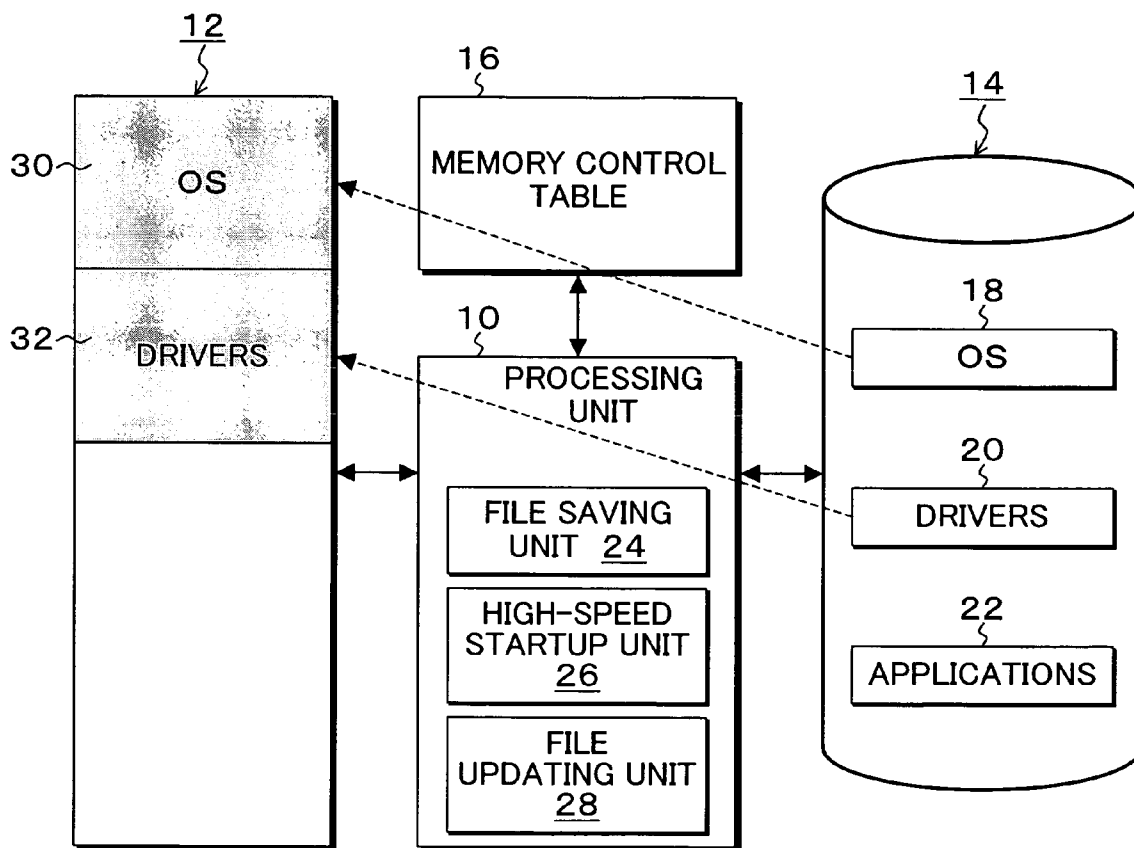 12
30
OS
32
DRIVERS
16
MEMORY CONTROL
TABLE
10
PROCESSING
UNIT
FILE SAVING
UNIT 24
HIGH-SPEED
STARTUP UNIT
26
FILE
UPDATING UNIT
28
14
18
OS
20
DRIVERS
22
APPLICATIONS